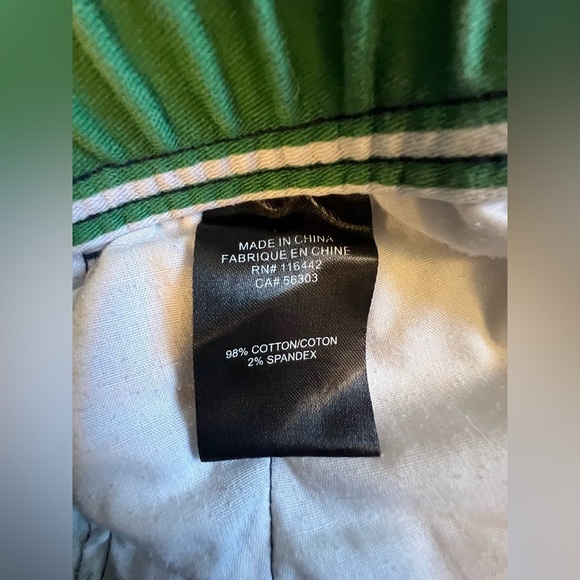 MADE IN CHINA
FABRIQUE EN CHINE
RN# 116442
CA# 56303
98% COTTON/COTON
2% SPANDEX